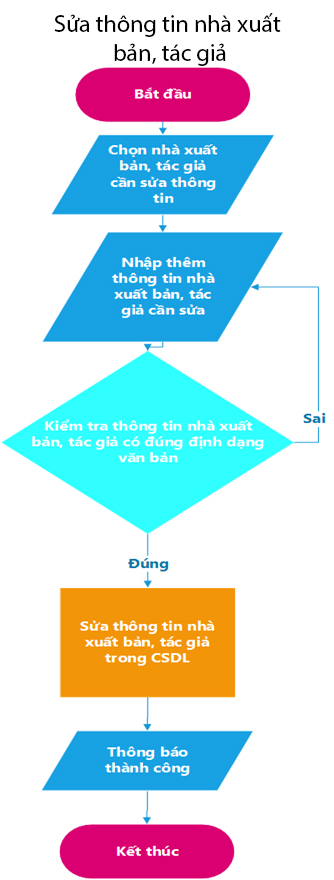 Sửa thông tin nhà xuất
bản, tác giả
Bắt đầu
Chọn nhà xuất
bản, tác giả
cần sửa thông
tin
Nhập thêm
thông tin nhà
xuất bản, tác
giả cần sửa
Kiểm tra thông tin nhà xuất
bản, tác giả có đúng định dạng
văn bản
Sai
Đúng
Sửa thông tin nhà
xuất bản, tác giả
trong CSDL
Thông báo
thành công
Kết thúc